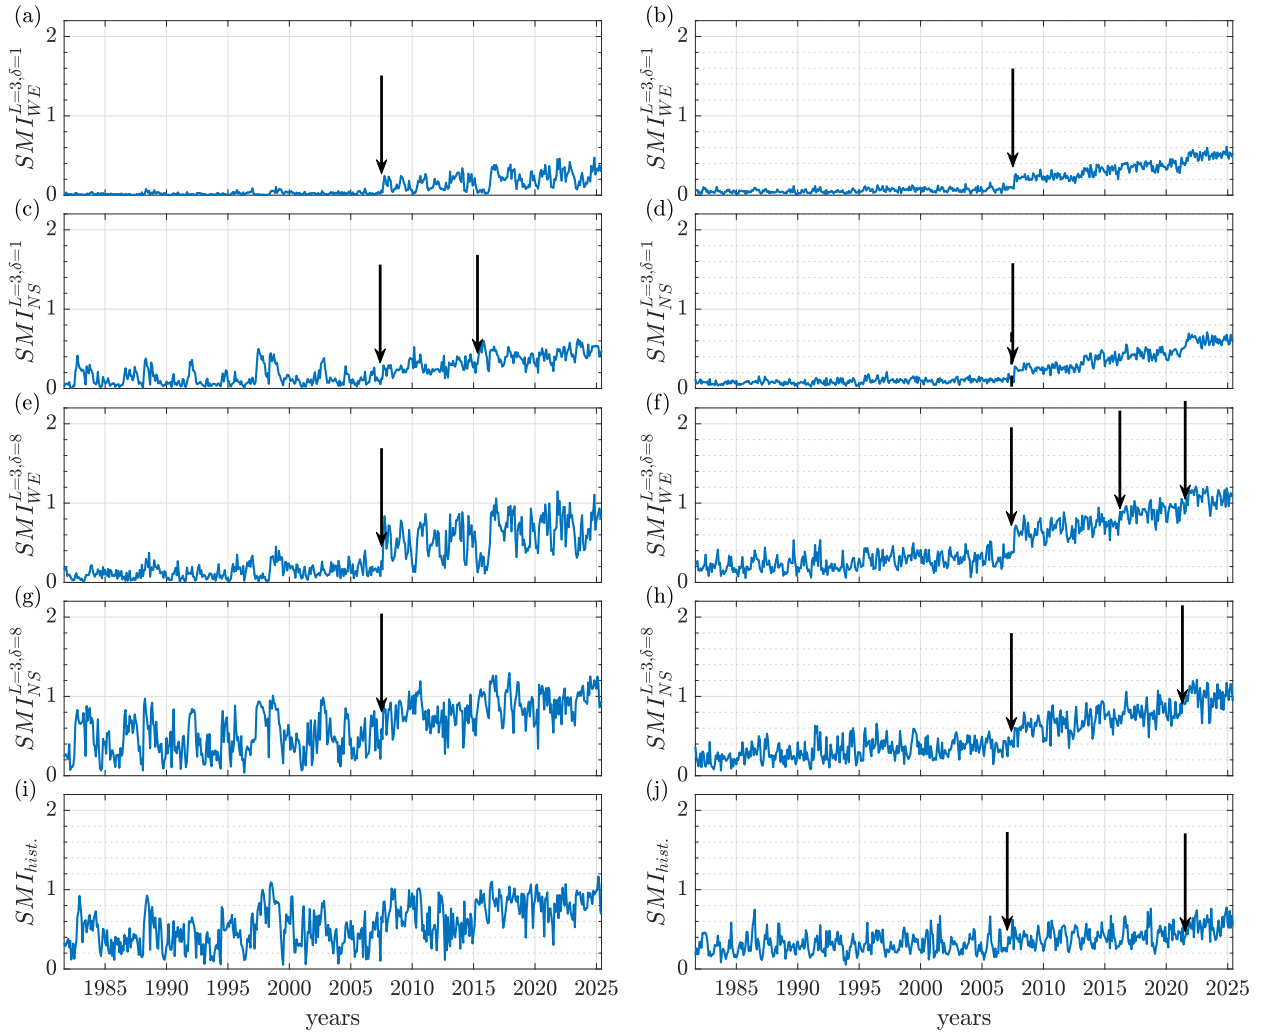 (a) (b)
2 1 0
SMI_{WE}^{L=3,δ=1}
2 1 0
SMI_{WE}^{L=3,δ=1}
(c) (d)
2 1 0
SMI_{NS}^{L=3,δ=1}
2 1 0
SMI_{NS}^{L=3,δ=1}
(e) (f)
2 1 0
SMI_{WE}^{L=3,δ=8}
2 1 0
SMI_{WE}^{L=3,δ=8}
(g) (h)
2 1 0
SMI_{NS}^{L=3,δ=8}
2 1 0
SMI_{NS}^{L=3,δ=8}
(i) (j)
2 1 0
SMI_{hist.}
2 1 0
SMI_{hist.}
1985 1990 1995 2000 2005 2010 2015 2020 2025
1985 1990 1995 2000 2005 2010 2015 2020 2025
years years